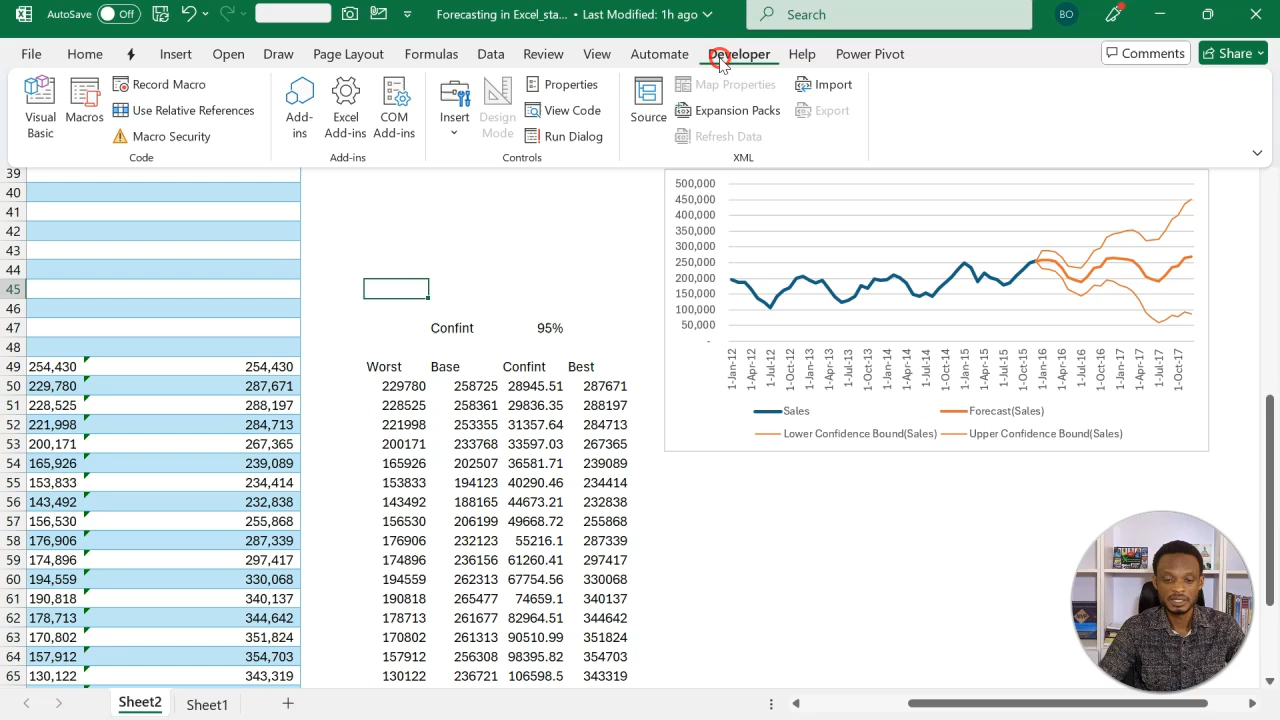 AutoSave Off Forecasting in Excel_sta... • Last Modified: 1h ago Search BO
File Home Insert Open Draw Page Layout Formulas Data Review View Automate Developer Help Power Pivot Comments Share
Visual Basic
Macros
Record Macro
Use Relative References
Macro Security
Code
Add-ins
Excel Add-ins
COM Add-ins
Add-ins
Insert
Design Mode
Properties
View Code
Run Dialog
Controls
Source
Map Properties
Expansion Packs
Refresh Data
Import
Export
XML
39
40
41
42
43
44
45
46
47 Confint 95%
48
49 254,430 254,430 Worst Base Confint Best
50 229,780 287,671 229780 258725 28945.51 287671
51 228,525 288,197 228525 258361 29836.35 288197
52 221,998 284,713 221998 253355 31357.64 284713
53 200,171 267,365 200171 233768 33597.03 267365
54 165,926 239,089 165926 202507 36581.71 239089
55 153,833 234,414 153833 194123 40290.46 234414
56 143,492 232,838 143492 188165 44673.21 232838
57 156,530 255,868 156530 206199 49668.72 255868
58 176,906 287,339 176906 232123 55216.1 287339
59 174,896 297,417 174896 236156 61260.41 297417
60 194,559 330,068 194559 262313 67754.56 330068
61 190,818 340,137 190818 265477 74659.1 340137
62 178,713 344,642 178713 261677 82964.51 344642
63 170,802 351,824 170802 261313 90510.99 351824
64 157,912 354,703 157912 256308 98395.82 354703
65 130,122 343,319 130122 236721 106598.5 343319
500,000
450,000
400,000
350,000
300,000
250,000
200,000
150,000
100,000
50,000
-
1-Jan-12 1-Apr-12 1-Jul-12 1-Oct-12 1-Jan-13 1-Apr-13 1-Jul-13 1-Oct-13 1-Jan-14 1-Apr-14 1-Jul-14 1-Oct-14 1-Jan-15 1-Apr-15 1-Jul-15 1-Oct-15 1-Jan-16 1-Apr-16 1-Jul-16 1-Oct-16 1-Jan-17 1-Apr-17 1-Jul-17 1-Oct-17
Sales Forecast(Sales)
Lower Confidence Bound(Sales) Upper Confidence Bound(Sales)
Sheet2 Sheet1